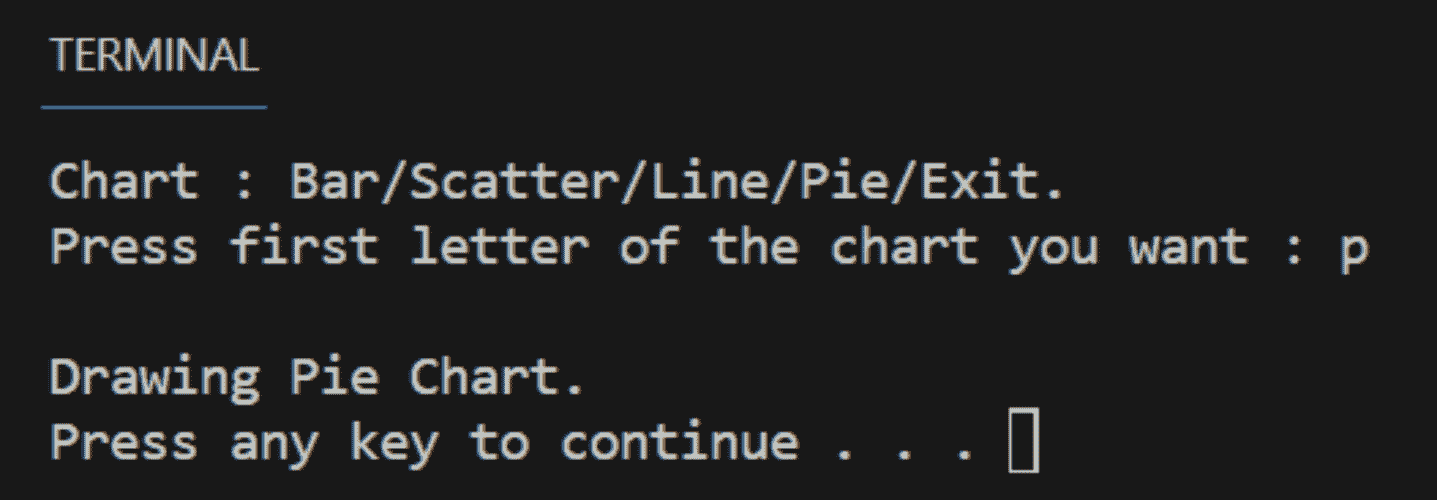 TERMINAL
Chart : Bar/Scatter/Line/Pie/Exit.
Press first letter of the chart you want : p
Drawing Pie Chart.
Press any key to continue . . .